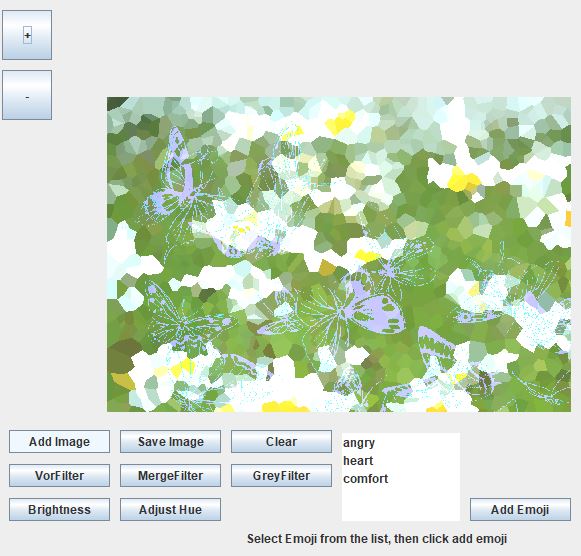 +
-
Add Image
Save Image
Clear
angry
heart
comfort
VorFilter
MergeFilter
GreyFilter
Brightness
Adjust Hue
Add Emoji
Select Emoji from the list, then click add emoji